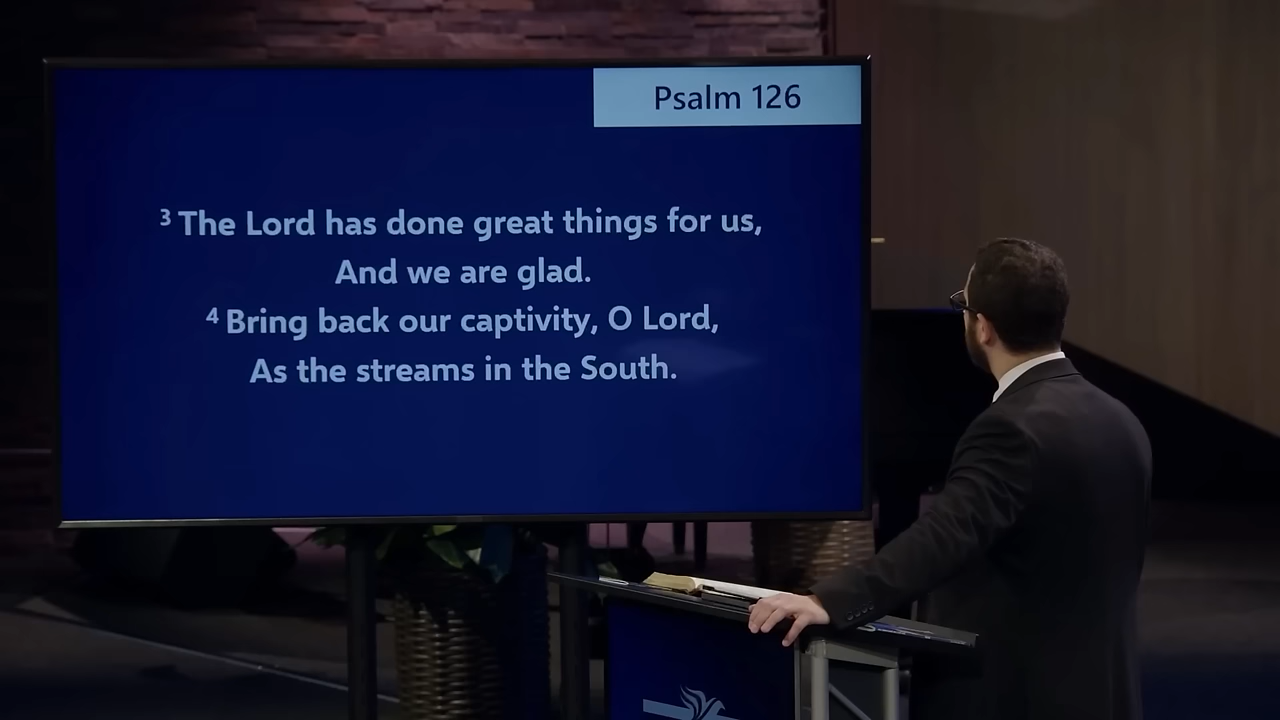 Psalm 126
3 The Lord has done great things for us,
And we are glad.
4 Bring back our captivity, O Lord,
As the streams in the South.